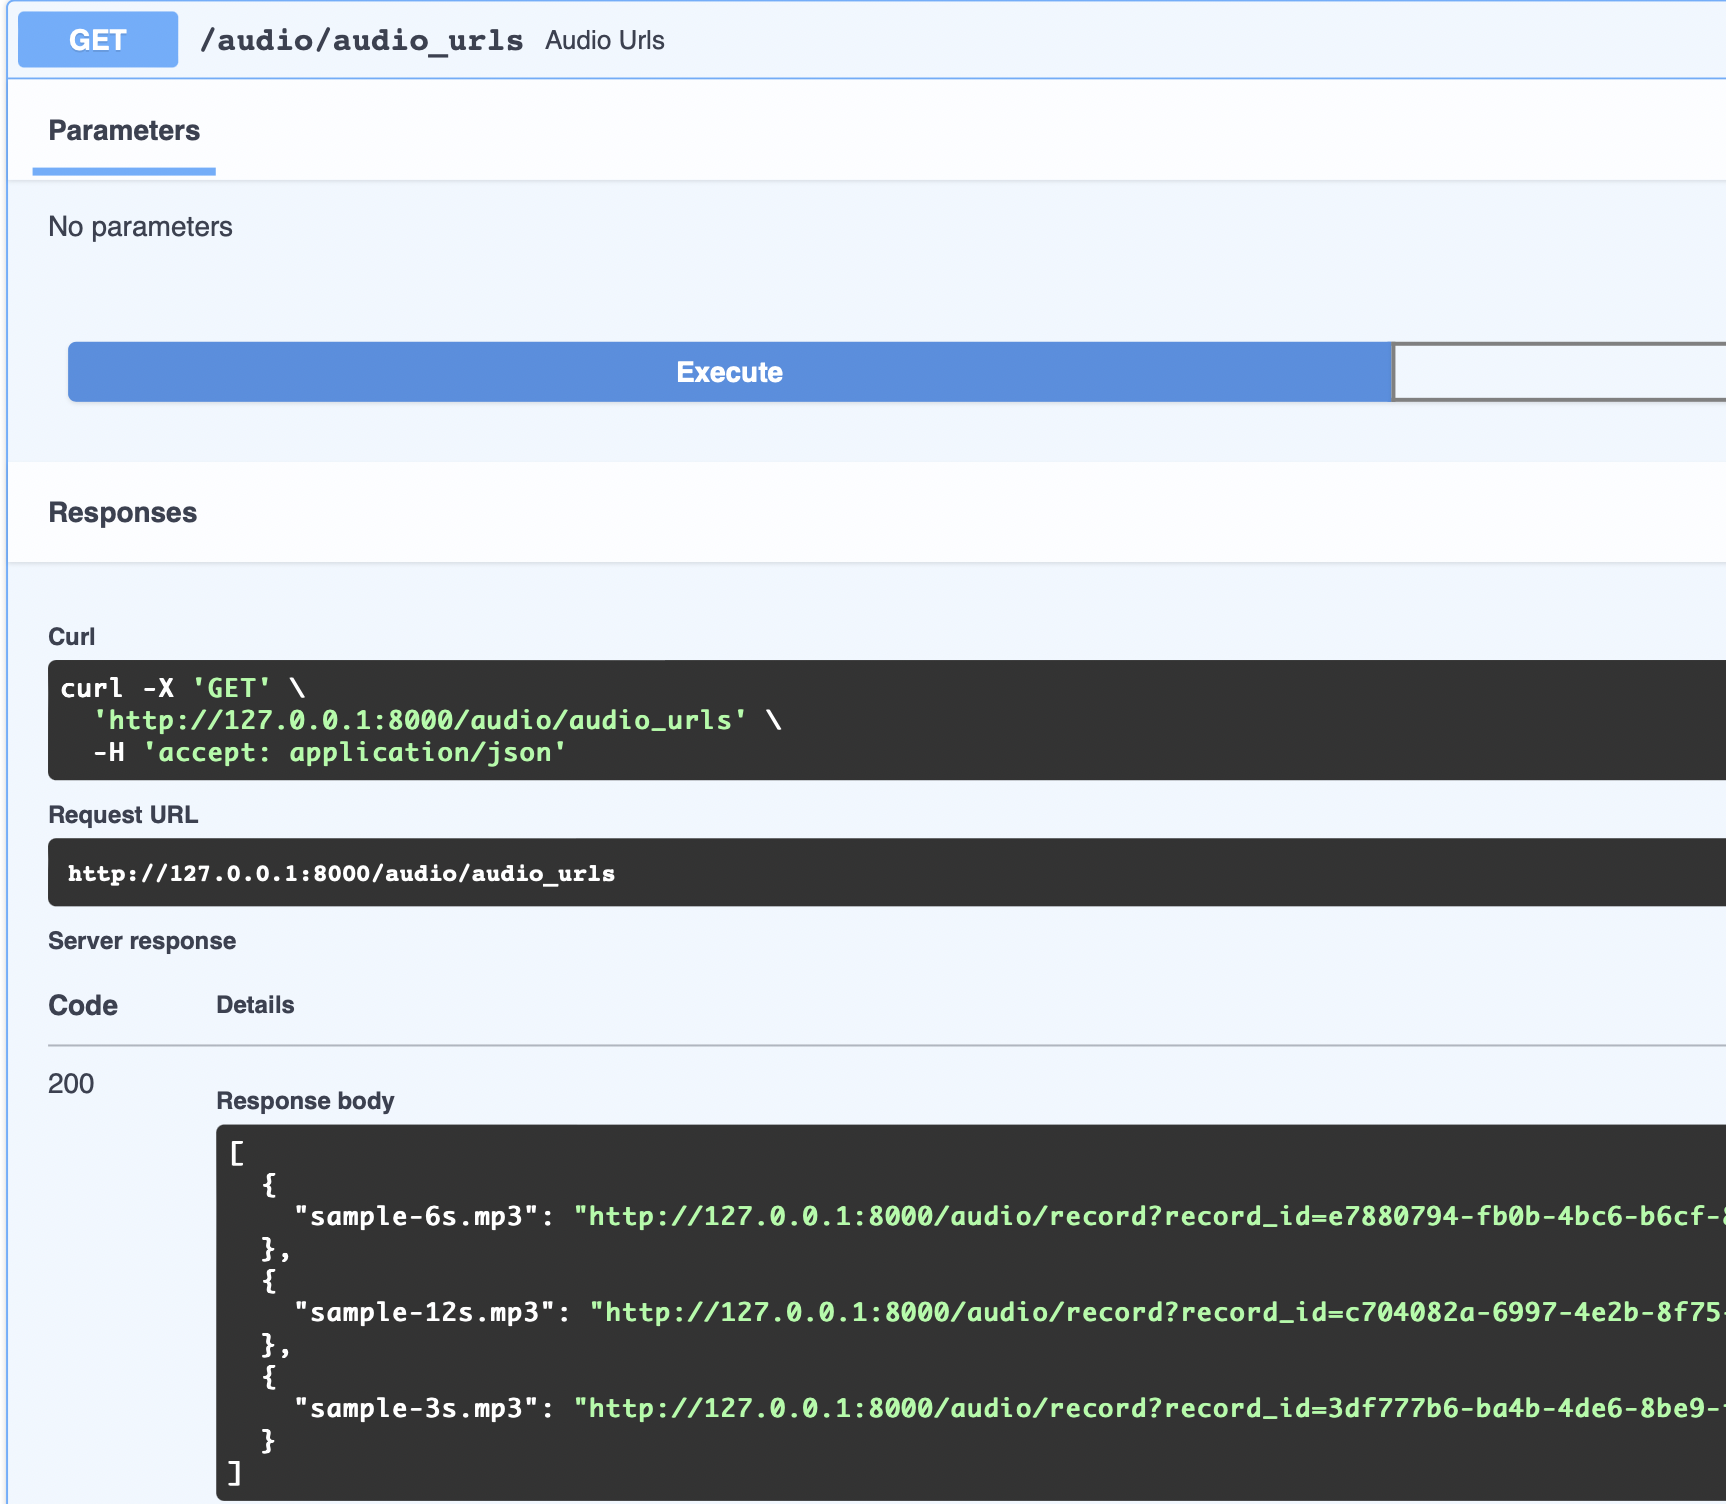 GET /audio/audio_urls Audio Urls
Parameters
No parameters
Execute
Responses
Curl
curl -X 'GET' \
  'http://127.0.0.1:8000/audio/audio_urls' \
  -H 'accept: application/json'
Request URL
http://127.0.0.1:8000/audio/audio_urls
Server response
Code Details
200
Response body
[
  {
    "sample-6s.mp3": "http://127.0.0.1:8000/audio/record?record_id=e7880794-fb0b-4bc6-b6cf-
  },
  {
    "sample-12s.mp3": "http://127.0.0.1:8000/audio/record?record_id=c704082a-6997-4e2b-8f75-
  },
  {
    "sample-3s.mp3": "http://127.0.0.1:8000/audio/record?record_id=3df777b6-ba4b-4de6-8be9-
  }
]